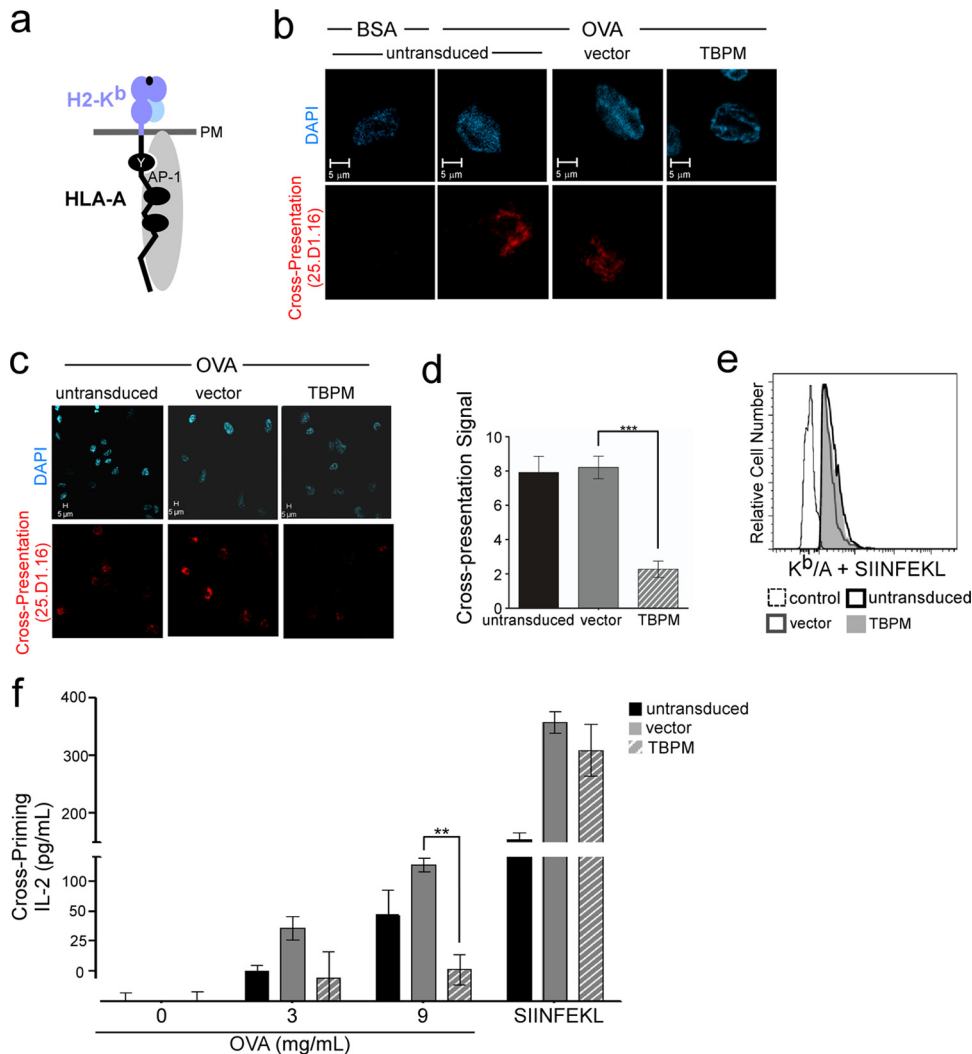 a
H2-Kᵇ
PM
Y
AP-1
HLA-A
b
BSA OVA
untransduced vector TBPM
DAPI
5 μm 5 μm 5 μm 5 μm
Cross-Presentation
(25.D1.16)
c
OVA
untransduced vector TBPM
DAPI
H H H
5 μm 5 μm 5 μm
Cross-Presentation
(25.D1.16)
d
Cross-presentation Signal
10
8
6
4
2
0
***
untransduced vector TBPM
e
Relative Cell Number
Kᵇ/A + SIINFEKL
control untransduced
vector TBPM
f
Cross-Priming
IL-2 (pg/mL)
400
300
200
100
50
25
0
**
untransduced
vector
TBPM
0 3 9 SIINFEKL
OVA (mg/mL)